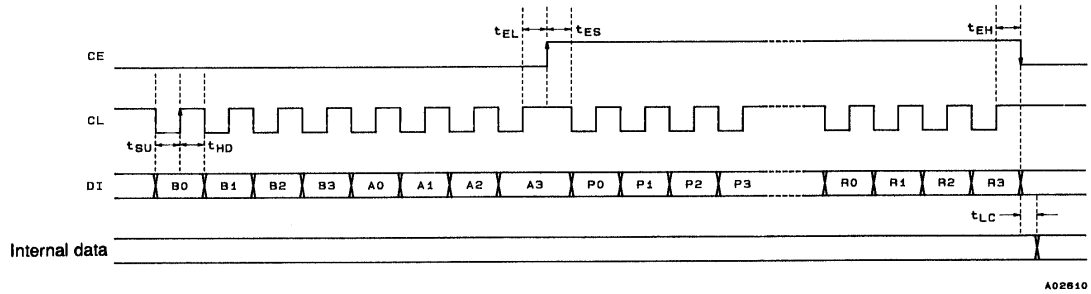 tEL tES tEH
CE
CL
tSU tHD
DI B0 B1 B2 B3 A0 A1 A2 A3 P0 P1 P2 P3 R0 R1 R2 R3
tLC
Internal data
A02610